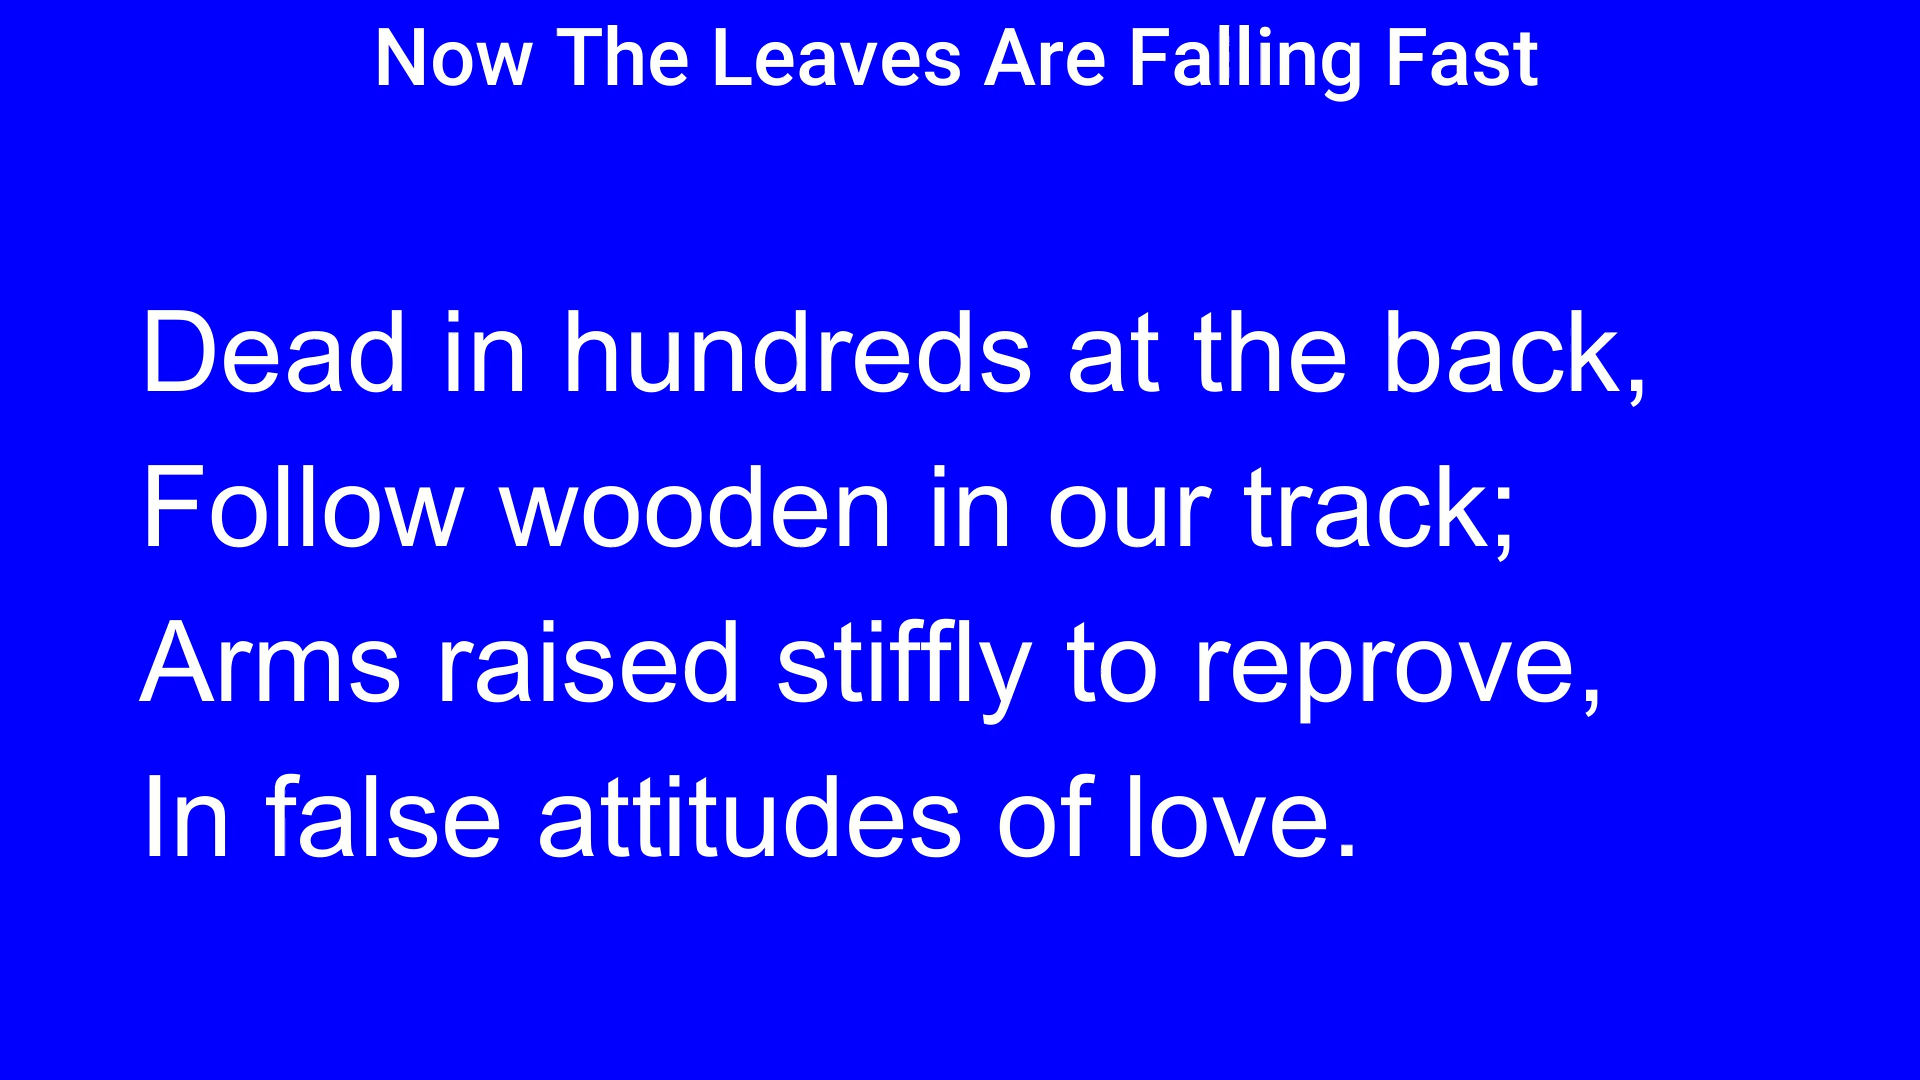 Now The Leaves Are Falling Fast
Dead in hundreds at the back,
Follow wooden in our track;
Arms raised stiffly to reprove,
In false attitudes of love.